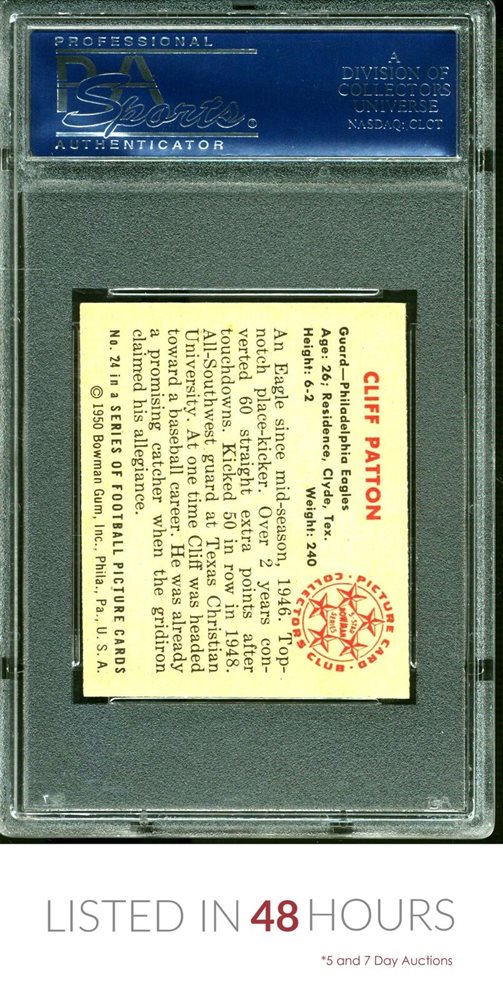 PROFESSIONAL
PSA
Sports
AUTHENTICATOR
A
DIVISION OF
COLLECTORS
UNIVERSE
NASDAQ: CLCT
CLIFF PATTON
Guard—Philadelphia Eagles
Age: 26; Residence, Clyde, Tex.
Height: 6-2 Weight: 240
PICTURE CARD
COLLECTORS CLUB
5-STAR
BOWMAN
SERIES
An Eagle since mid-season, 1946. Top-
notch place-kicker. Over 2 years con-
verted 60 straight extra points after
touchdowns. Kicked 50 in row in 1948.
All-Southwest guard at Texas Christian
University. At one time Cliff was headed
toward a baseball career. He was already
a promising catcher when the gridiron
claimed his allegiance.
No. 24 in a SERIES OF FOOTBALL PICTURE CARDS
© 1950 Bowman Gum, Inc., Phila., Pa., U. S. A.
LISTED IN 48 HOURS
*5 and 7 Day Auctions